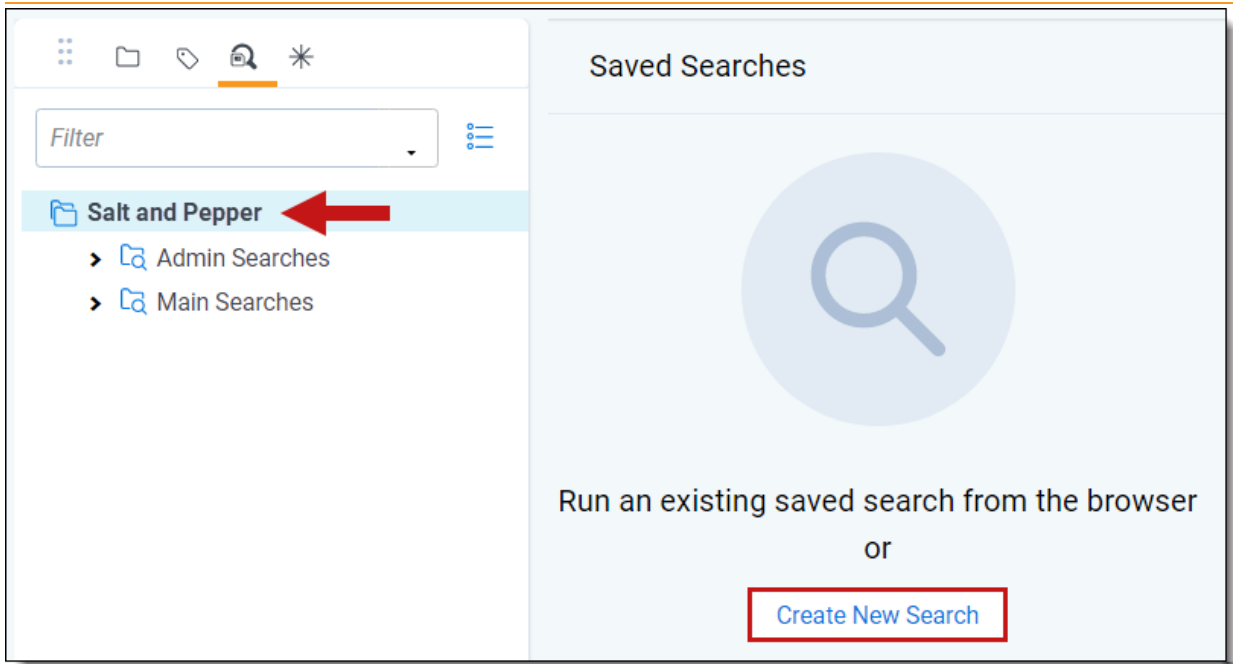 Saved Searches
Filter
Salt and Pepper
Admin Searches
Main Searches
Run an existing saved search from the browser
or
Create New Search